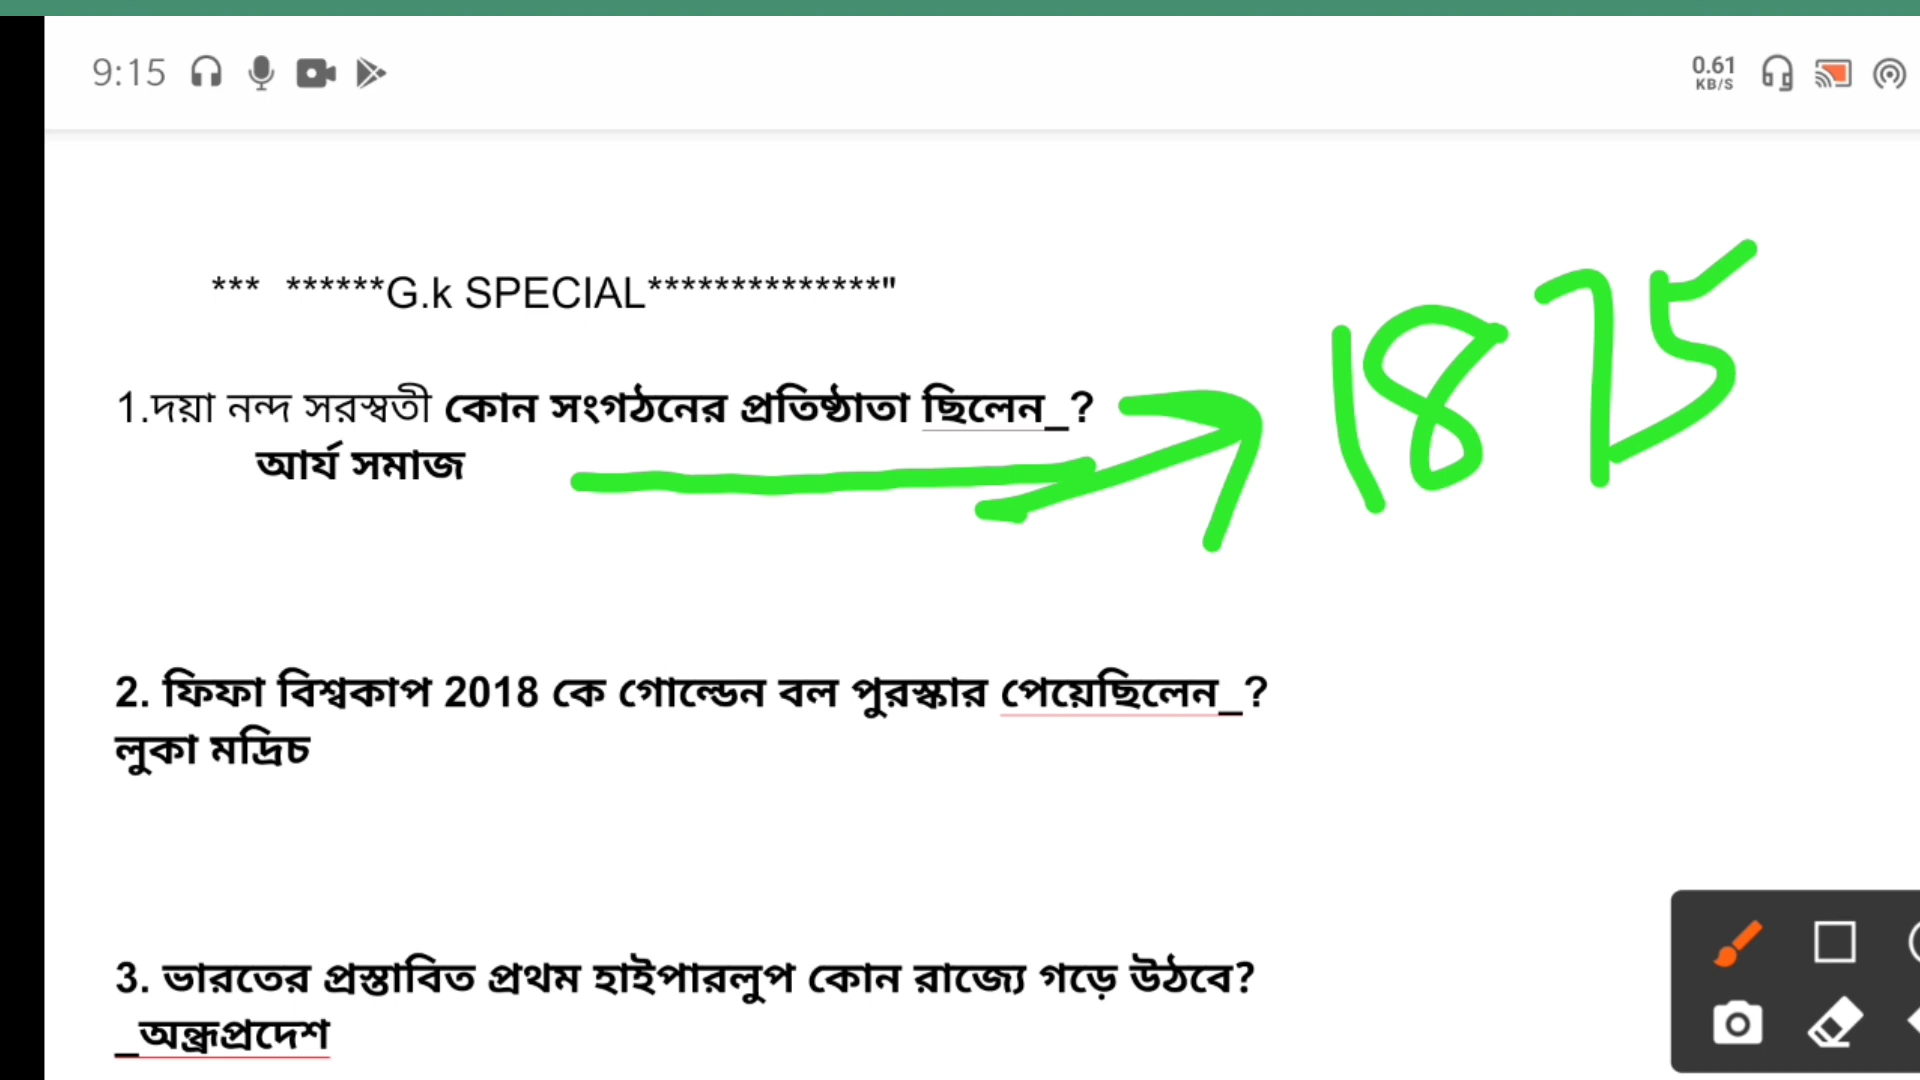 9:15
0.61
KB/S
*** ******G.k SPECIAL**************"
1.দয়া নন্দ সরস্বতী কোন সংগঠনের প্রতিষ্ঠাতা ছিলেন_?
আর্য সমাজ
1875
2. ফিফা বিশ্বকাপ 2018 কে গোল্ডেন বল পুরস্কার পেয়েছিলেন_?
লুকা মদ্রিচ
3. ভারতের প্রস্তাবিত প্রথম হাইপারলুপ কোন রাজ্যে গড়ে উঠবে?
_অন্ধ্রপ্রদেশ